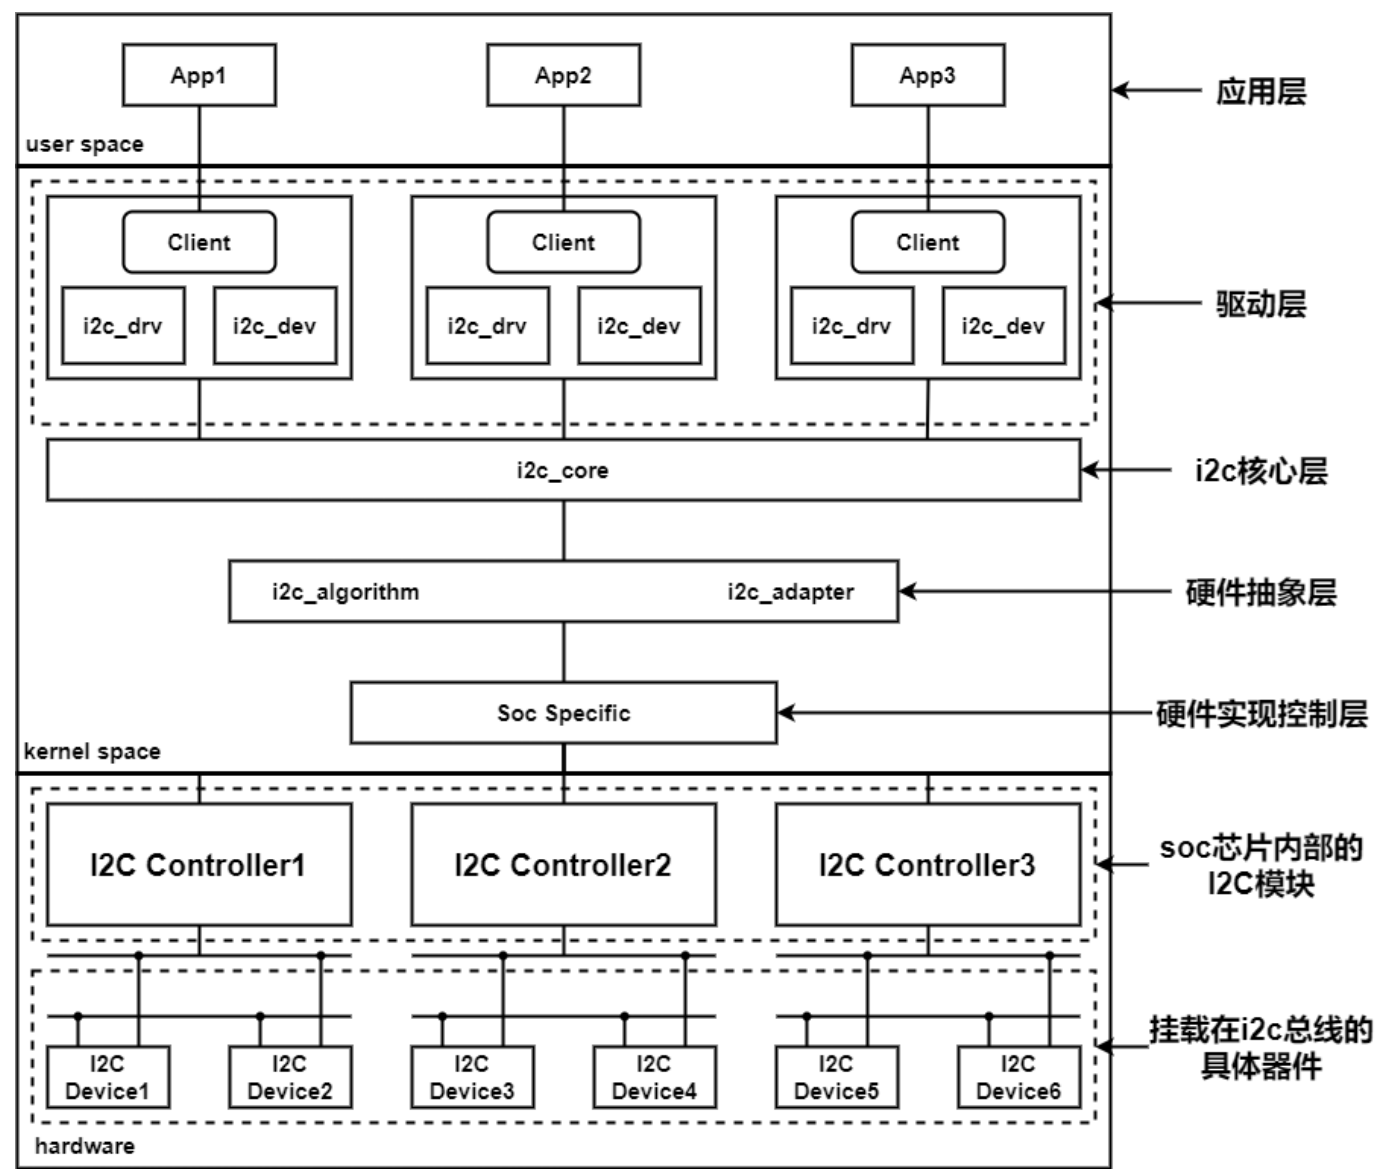 App1
App2
App3
应用层
user space
Client
Client
Client
i2c_drv
i2c_dev
i2c_drv
i2c_dev
i2c_drv
i2c_dev
驱动层
i2c_core
i2c核心层
i2c_algorithm
i2c_adapter
硬件抽象层
Soc Specific
硬件实现控制层
kernel space
I2C Controller1
I2C Controller2
I2C Controller3
soc芯片内部的
I2C模块
I2C
Device1
I2C
Device2
I2C
Device3
I2C
Device4
I2C
Device5
I2C
Device6
挂载在i2c总线的
具体器件
hardware